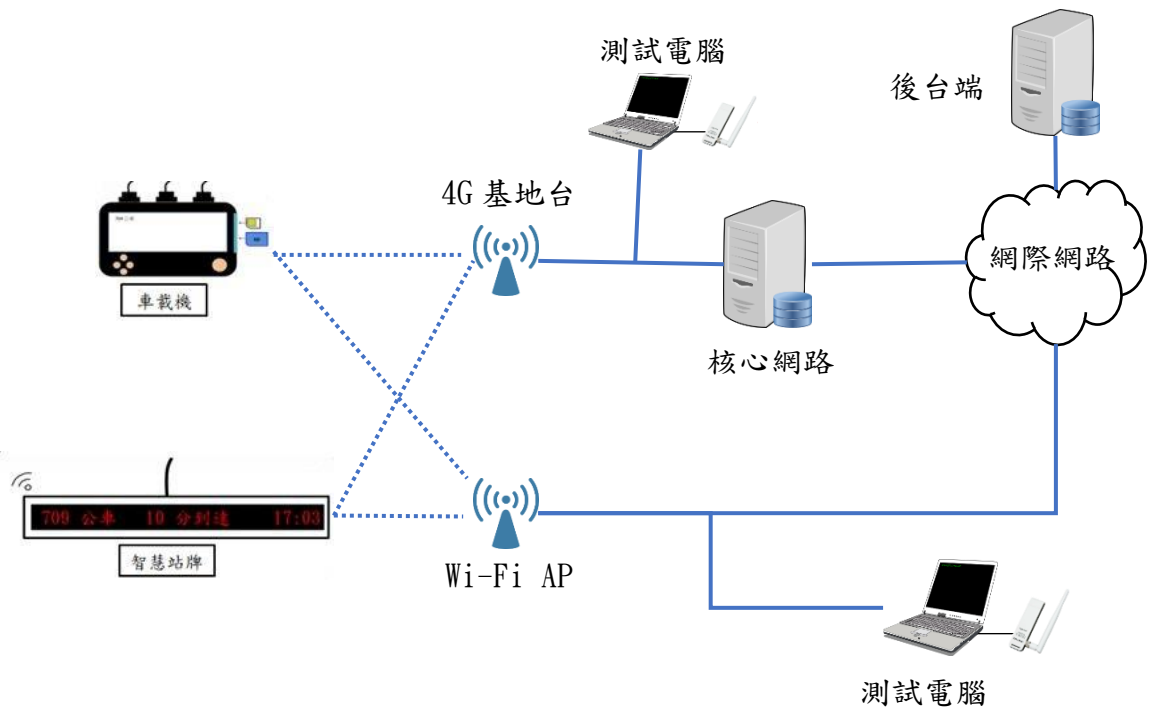 測試電腦
後台端
4G 基地台
網際網路
車載機
核心網路
709 公車 10 分到達 17:03
智慧站牌
Wi-Fi AP
測試電腦